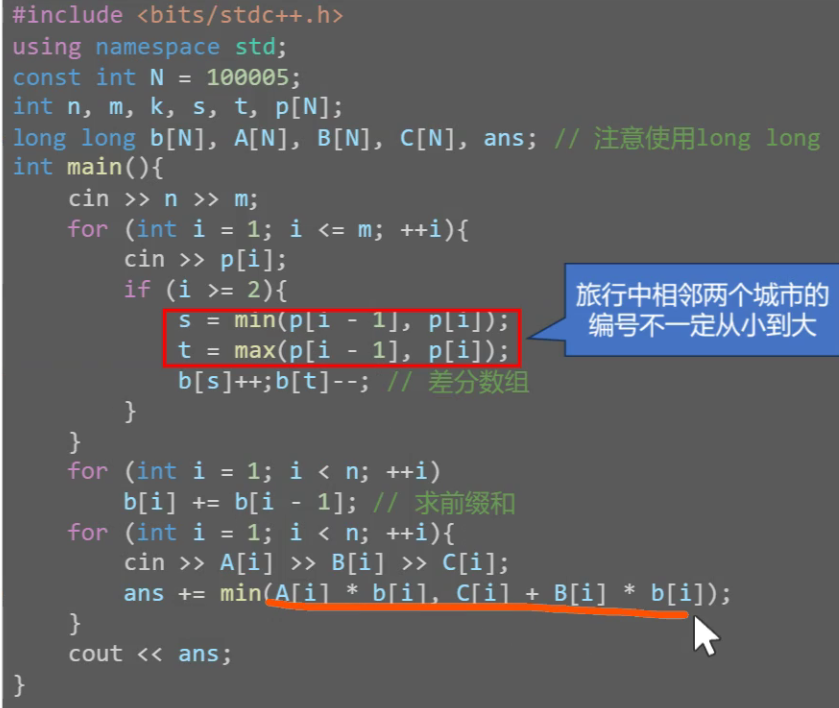 #include <bits/stdc++.h>
using namespace std;
const int N = 100005;
int n, m, k, s, t, p[N];
long long b[N], A[N], B[N], C[N], ans; // 注意使用long long
int main(){
    cin >> n >> m;
    for (int i = 1; i <= m; ++i){
        cin >> p[i];
        if (i >= 2){
            s = min(p[i - 1], p[i]);
            t = max(p[i - 1], p[i]);
            b[s]++;b[t]--; // 差分数组
        }
    }
    for (int i = 1; i < n; ++i)
        b[i] += b[i - 1]; // 求前缀和
    for (int i = 1; i < n; ++i){
        cin >> A[i] >> B[i] >> C[i];
        ans += min(A[i] * b[i], C[i] + B[i] * b[i]);
    }
    cout << ans;
}
旅行中相邻两个城市的
编号不一定从小到大